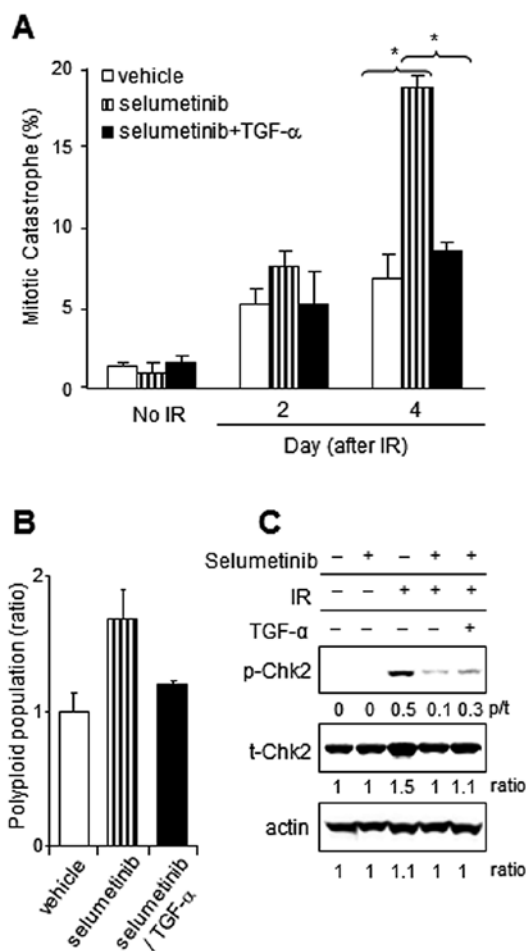 A
* *
vehicle
selumetinib
selumetinib+TGF-α
Mitotic Catastrophe (%)
20
15
10
5
0
No IR 2 4
Day (after IR)
B
Polyploid population (ratio)
2
1
0
vehicle
selumetinib
selumetinib
/ TGF-α
C
Selumetinib – + – + +
IR – – + + +
TGF-α – – – – +
p-Chk2
0 0 0.5 0.1 0.3 p/t
t-Chk2
1 1 1.5 1 1.1 ratio
actin
1 1 1.1 1 1 ratio